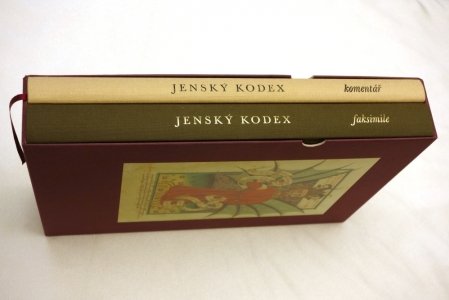 JENSKÝ KODEX komentář
JENSKÝ KODEX faksimile